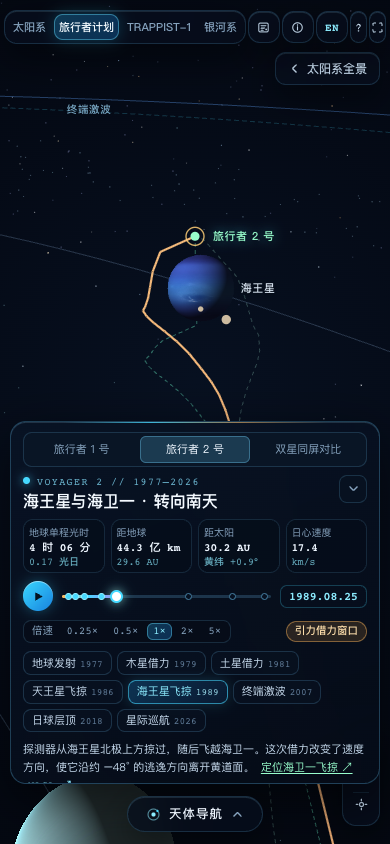 太阳系 旅行者计划 TRAPPIST-1 银河系 EN ?
太阳系全景
终端激波
旅行者 2 号
海王星
旅行者 1 号 旅行者 2 号 双星同屏对比
VOYAGER 2 // 1977—2026
海王星与海卫一 · 转向南天
地球单程光时 距地球 距太阳 日心速度
4 时 06 分 44.3 亿 km 30.2 AU 17.4
0.17 光日 29.6 AU 黄纬 +0.9° km/s
1989.08.25
倍速 0.25× 0.5× 1× 2× 5× 引力借力窗口
地球发射 1977 木星借力 1979 土星借力 1981
天王星飞掠 1986 海王星飞掠 1989 终端激波 2007
日球层顶 2018 星际巡航 2026
探测器从海王星北极上方掠过，随后飞越海卫一。这次借力改变了速度
方向，使它沿约 −48° 的逃逸方向离开黄道面。 定位海卫一飞掠 ↗
天体导航